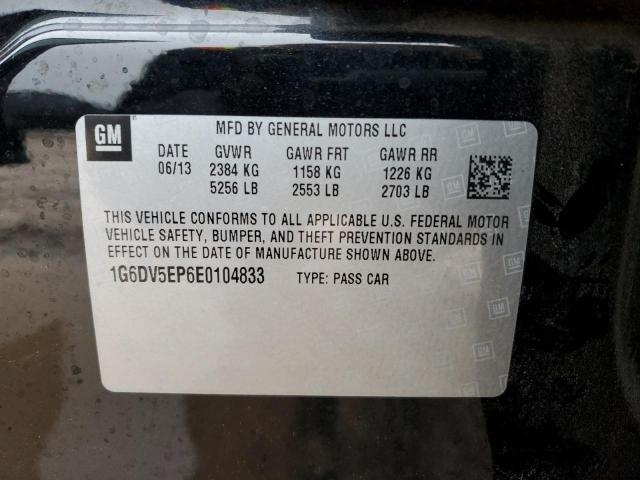 GM
MFD BY GENERAL MOTORS LLC
DATE GVWR GAWR FRT GAWR RR
06/13 2384 KG 1158 KG 1226 KG
5256 LB 2553 LB 2703 LB
THIS VEHICLE CONFORMS TO ALL APPLICABLE U.S. FEDERAL MOTOR
VEHICLE SAFETY, BUMPER, AND THEFT PREVENTION STANDARDS IN
EFFECT ON THE DATE OF MANUFACTURE SHOWN ABOVE.
1G6DV5EP6E0104833 TYPE: PASS CAR